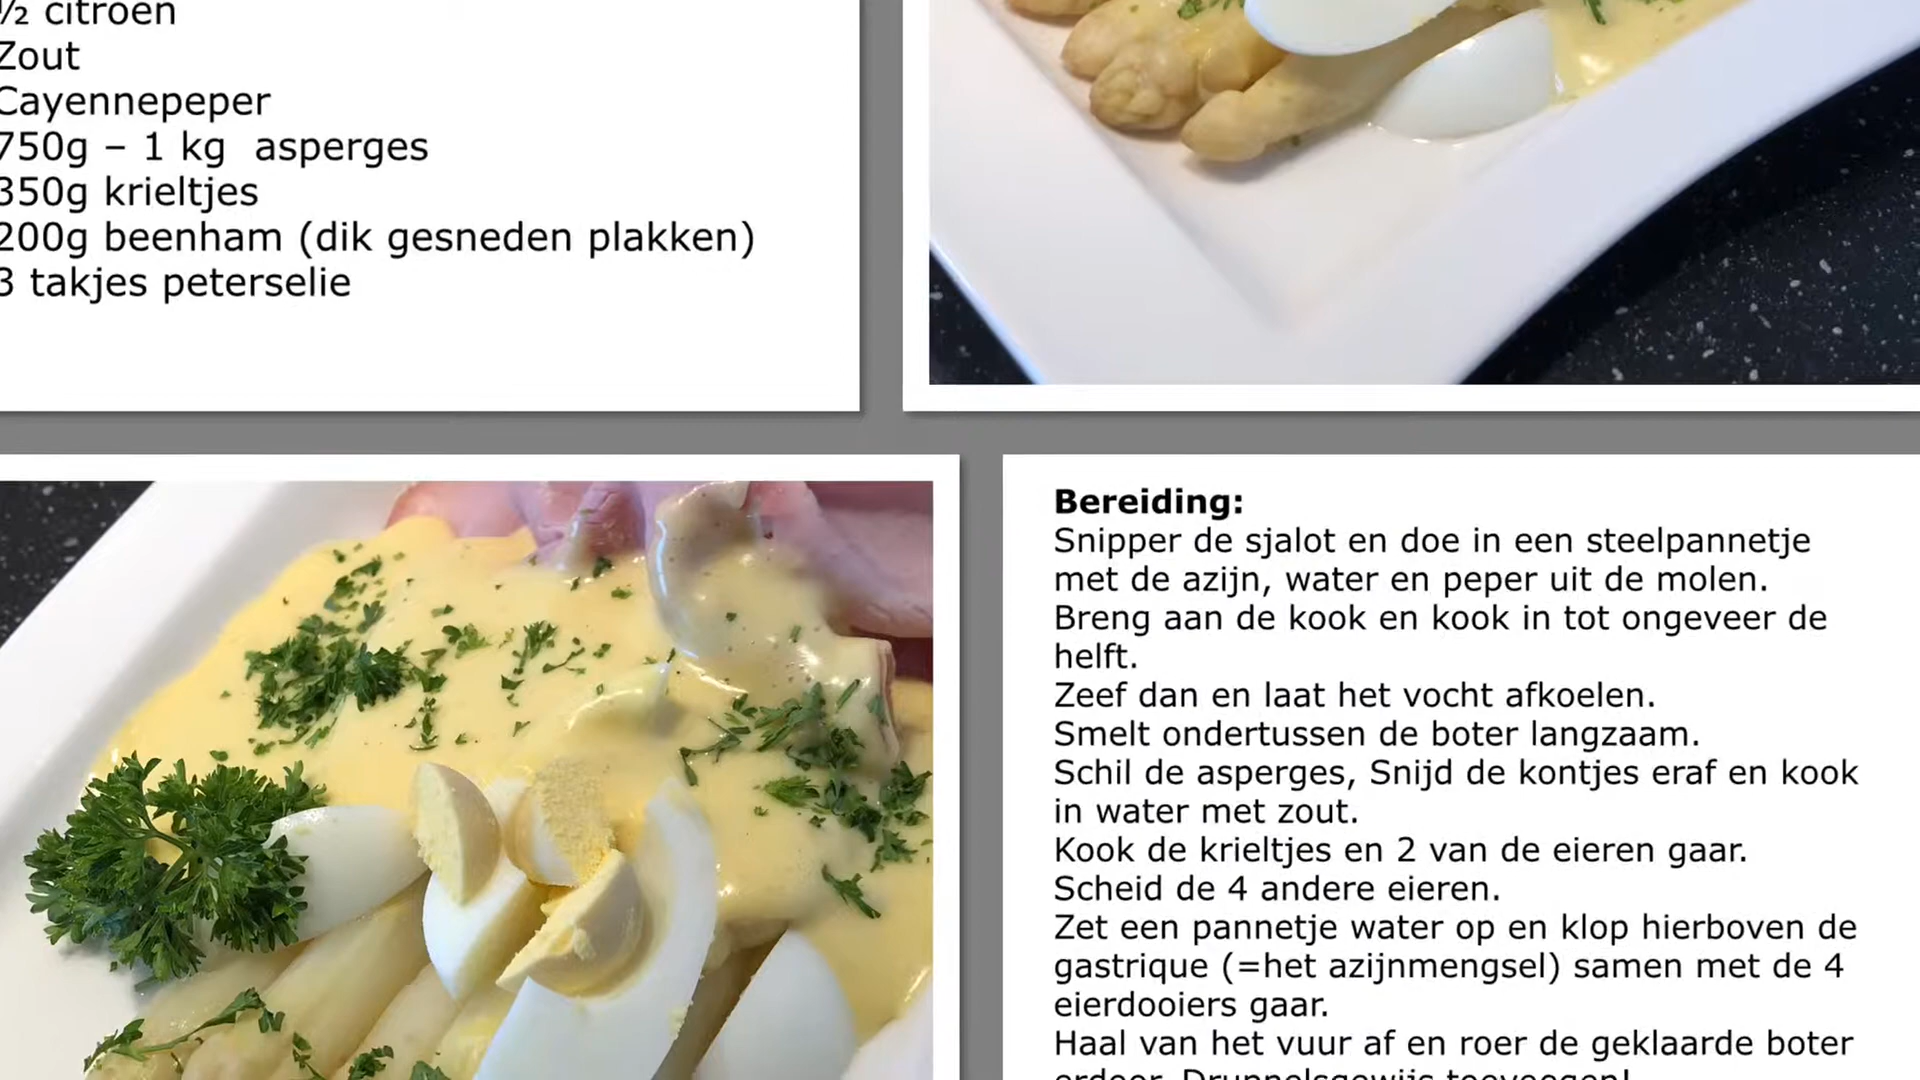 ½ citroen
Zout
Cayennepeper
750g – 1 kg  asperges
350g krieltjes
200g beenham (dik gesneden plakken)
3 takjes peterselie
Bereiding:
Snipper de sjalot en doe in een steelpannetje
met de azijn, water en peper uit de molen.
Breng aan de kook en kook in tot ongeveer de
helft.
Zeef dan en laat het vocht afkoelen.
Smelt ondertussen de boter langzaam.
Schil de asperges, Snijd de kontjes eraf en kook
in water met zout.
Kook de krieltjes en 2 van de eieren gaar.
Scheid de 4 andere eieren.
Zet een pannetje water op en klop hierboven de
gastrique (=het azijnmengsel) samen met de 4
eierdooiers gaar.
Haal van het vuur af en roer de geklaarde boter
erdoor. Druppelsgewijs toevoegen!